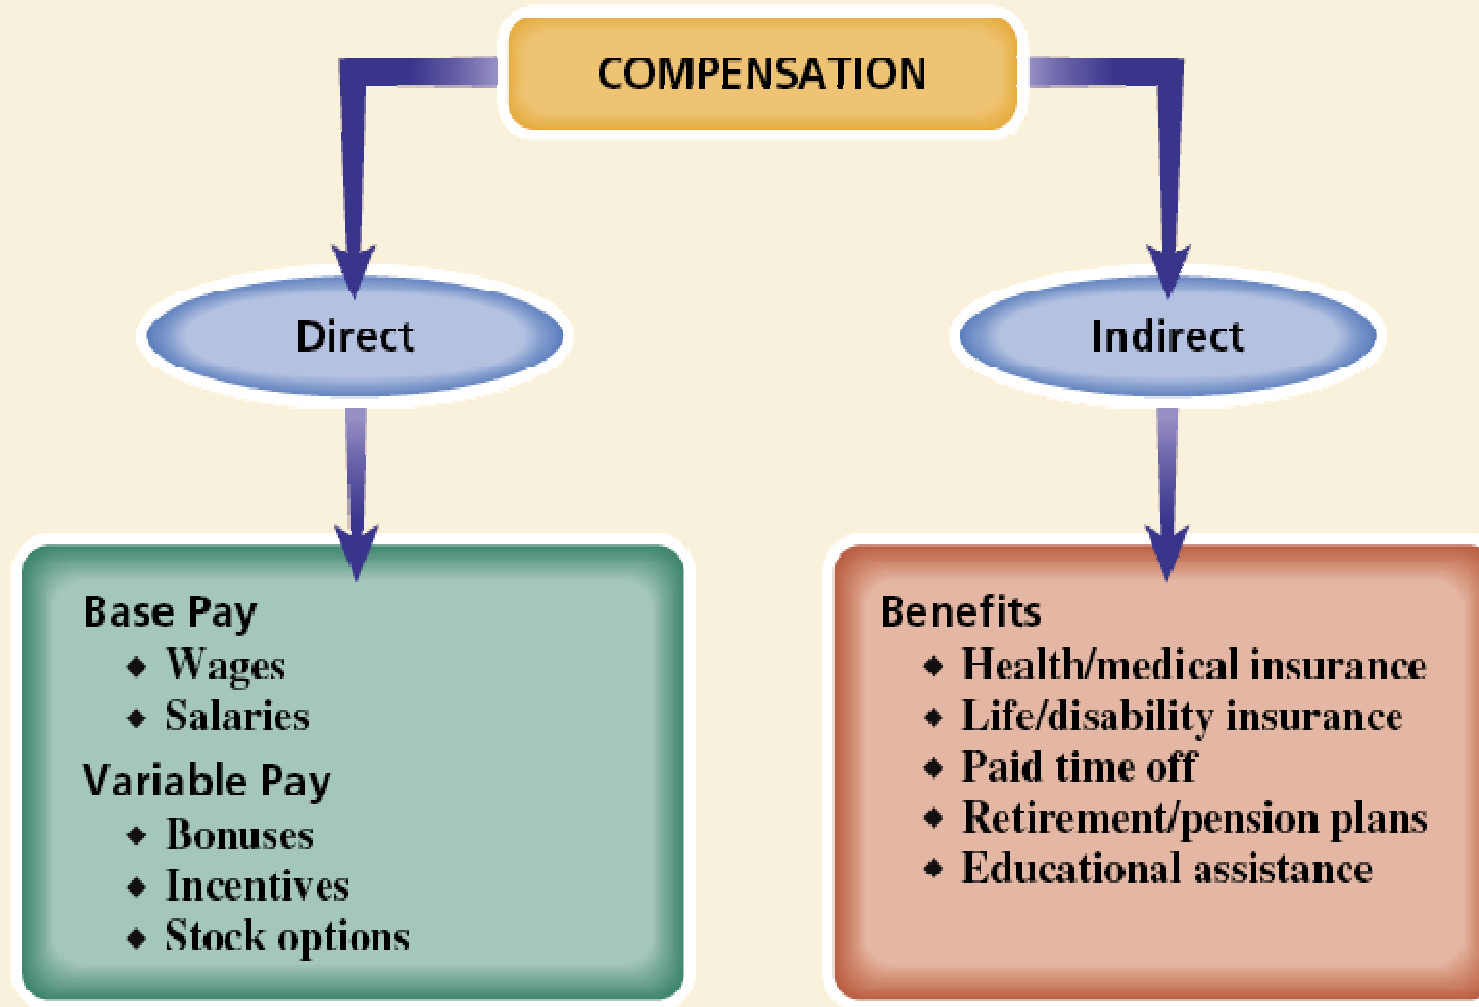 COMPENSATION
Direct
Indirect
Base Pay
◆ Wages
◆ Salaries
Variable Pay
◆ Bonuses
◆ Incentives
◆ Stock options
Benefits
◆ Health/medical insurance
◆ Life/disability insurance
◆ Paid time off
◆ Retirement/pension plans
◆ Educational assistance